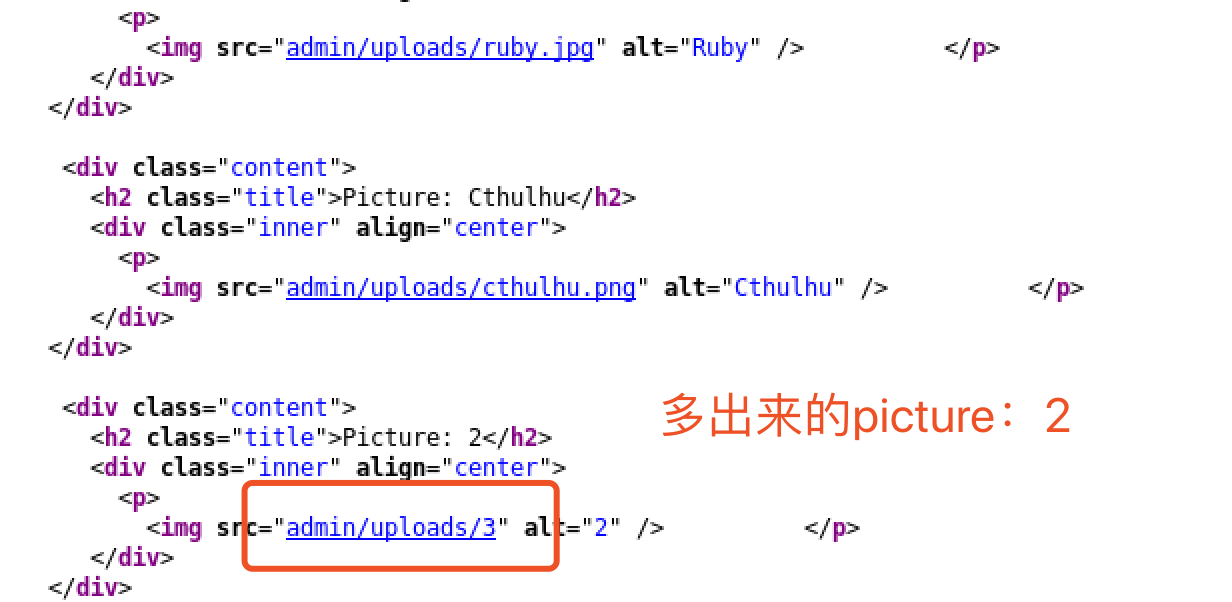 <p>
<img src="admin/uploads/ruby.jpg" alt="Ruby" />          </p>
</div>
</div>
<div class="content">
<h2 class="title">Picture: Cthulhu</h2>
<div class="inner" align="center">
<p>
<img src="admin/uploads/cthulhu.png" alt="Cthulhu" />          </p>
</div>
</div>
<div class="content">
<h2 class="title">Picture: 2</h2>
多出来的picture：2
<div class="inner" align="center">
<p>
<img src="admin/uploads/3" alt="2" />          </p>
</div>
</div>